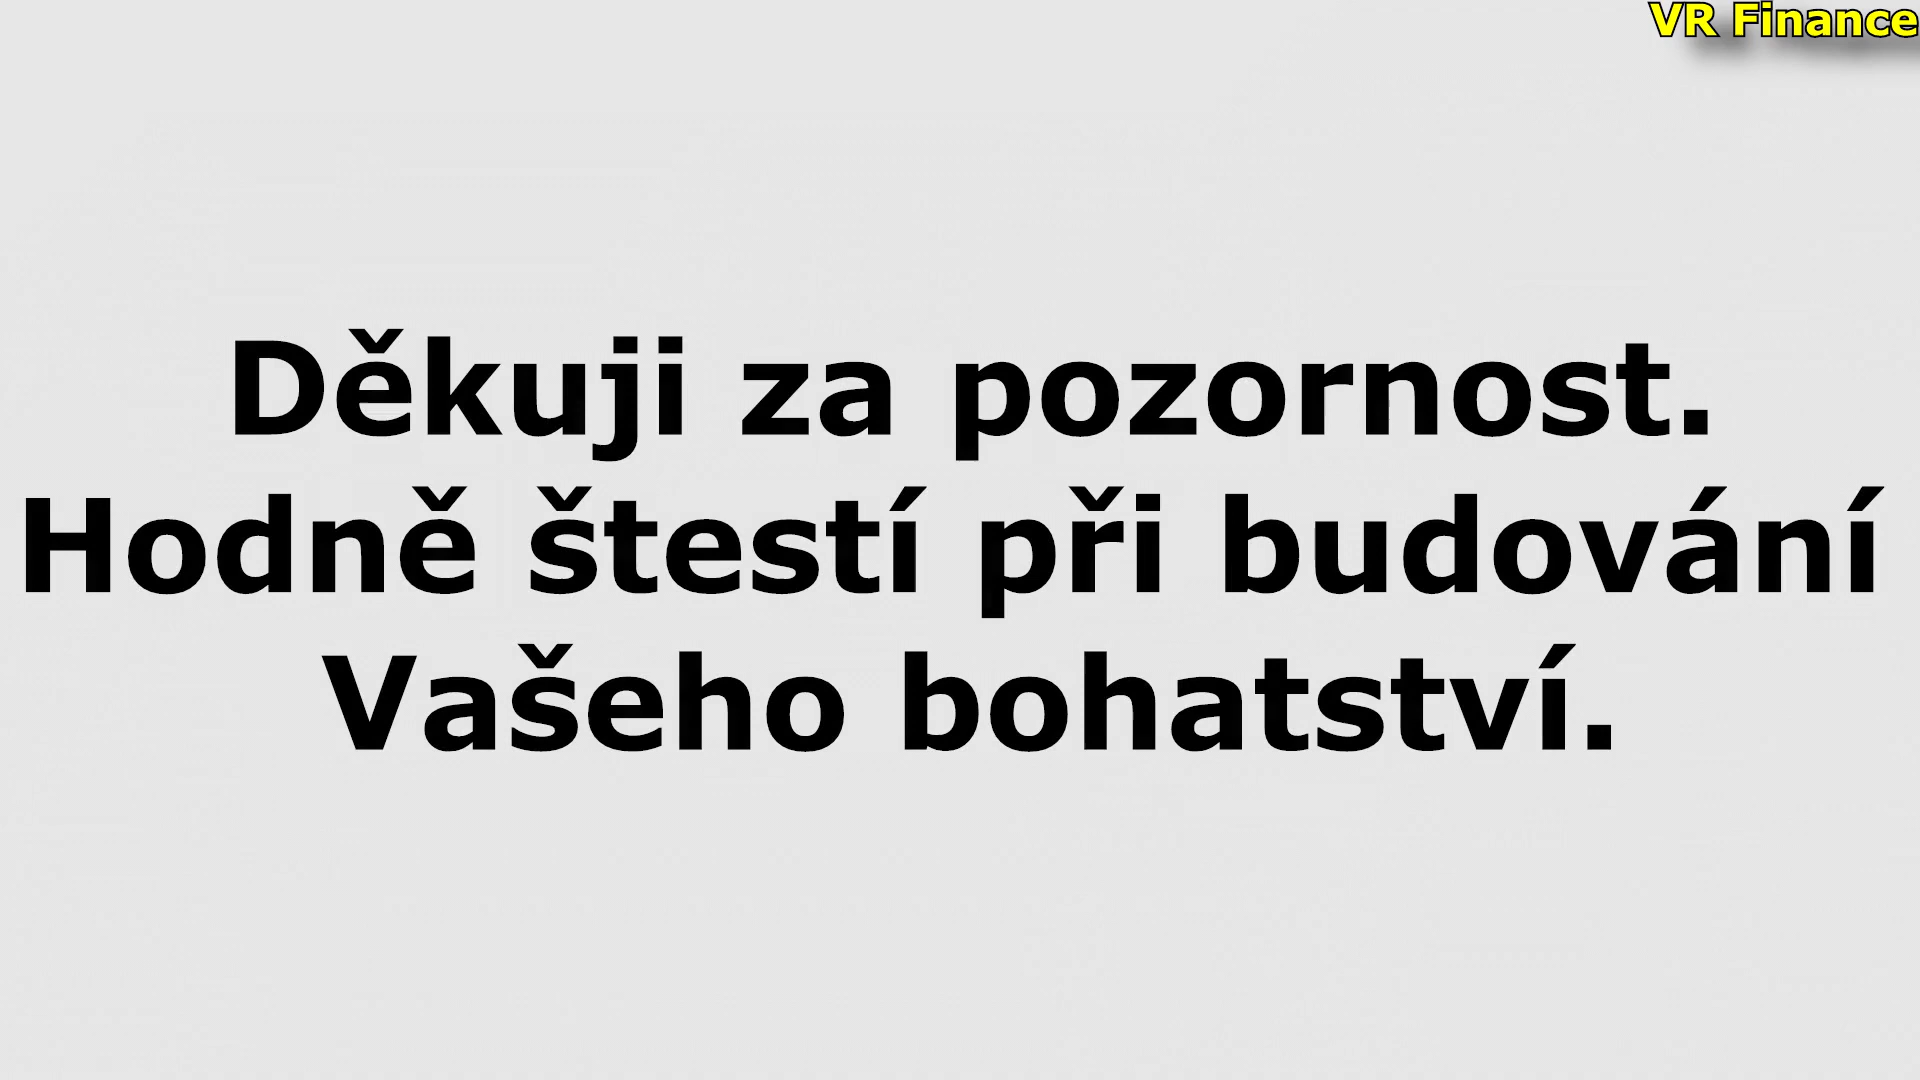 VR Finance
Děkuji za pozornost.
Hodně štestí při budování
Vašeho bohatství.